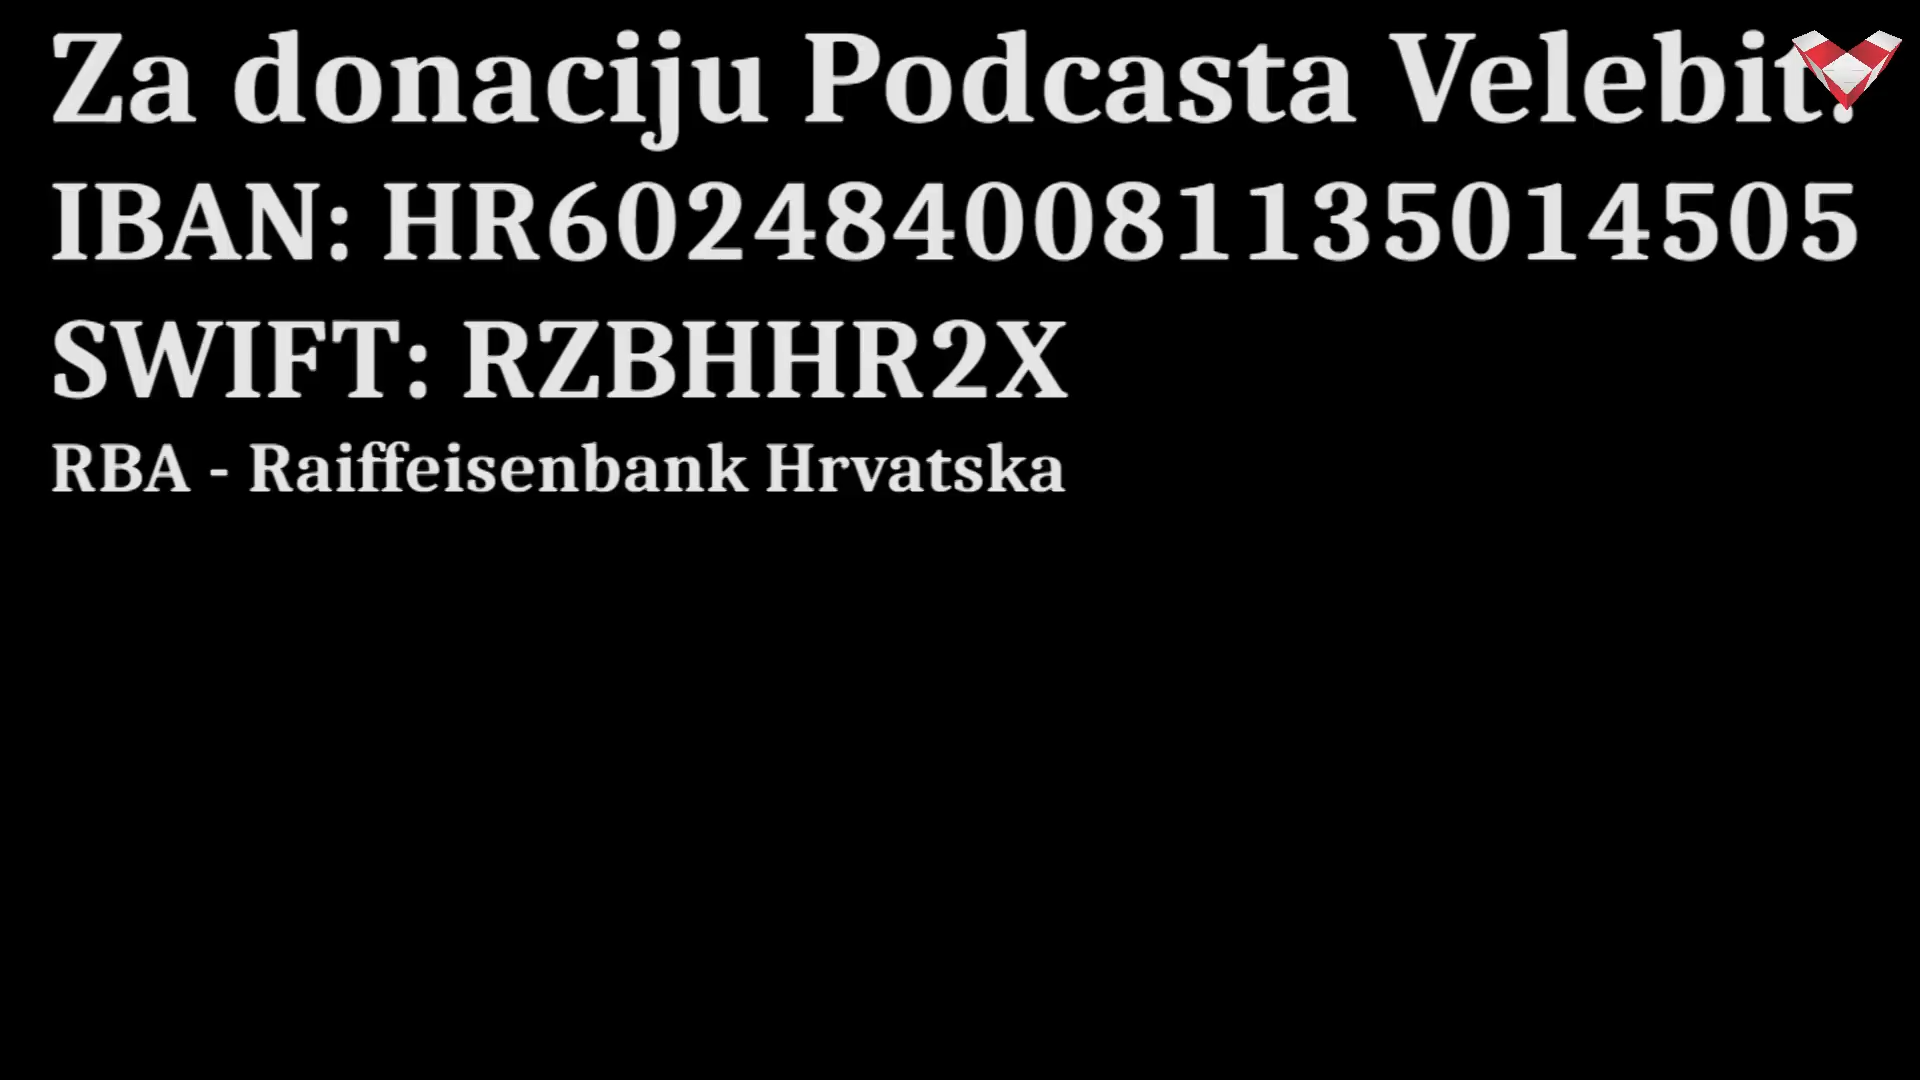 Za donaciju Podcasta Velebit:
IBAN: HR6024840081135014505
SWIFT: RZBHHR2X
RBA - Raiffeisenbank Hrvatska